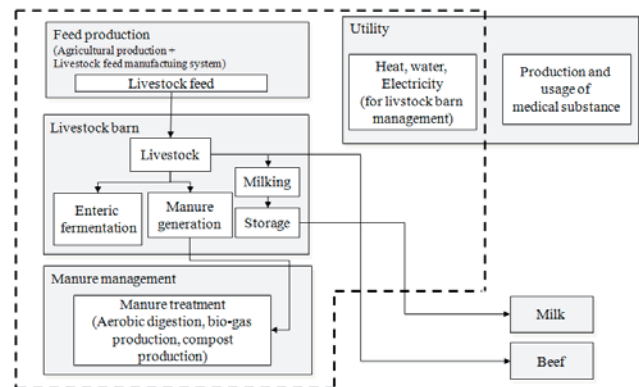 Feed production
(Agricultural production +
Livestock feed manufactuing system)
Livestock feed
Utility
Heat, water,
Electricity
(for livstock barn
management)
Production and
usage of
medical substance
Livestock barn
Livestock
Milking
Enteric
fermentation
Manure
generation
Storage
Manure management
Manure treatment
(Aerobic digestion, bio-gas
production, compost
production)
Milk
Beef